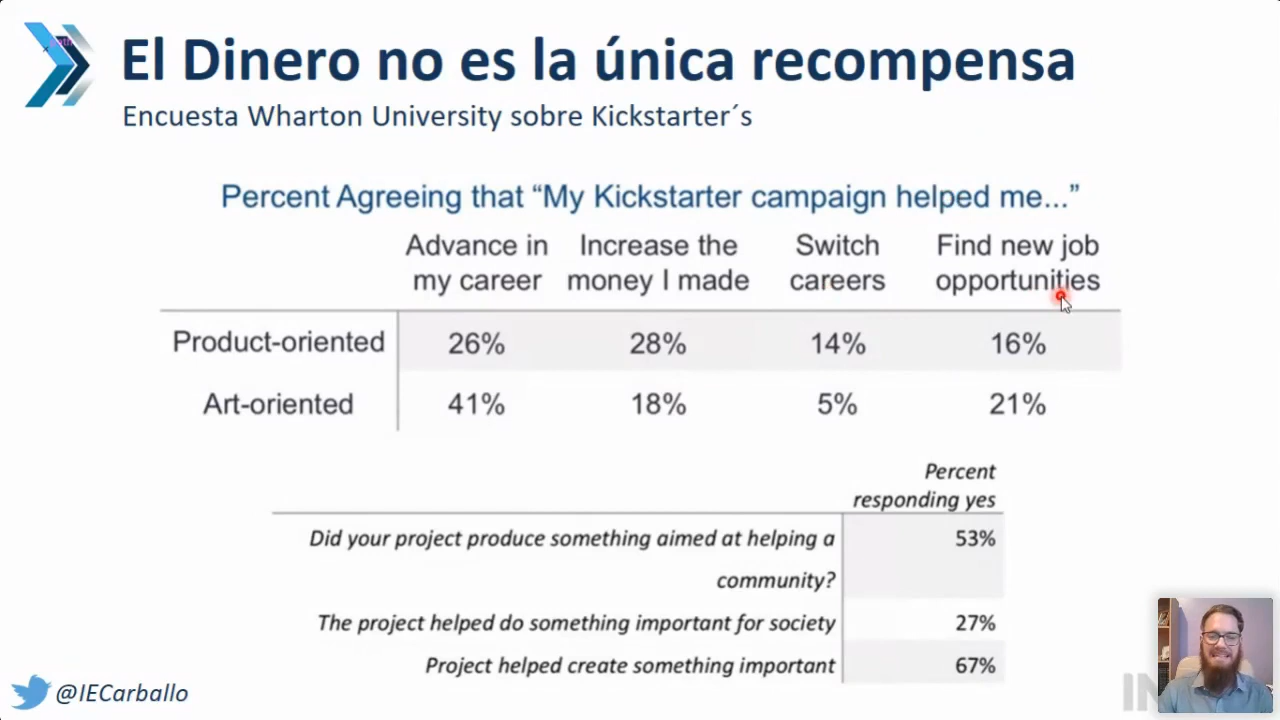 El Dinero no es la única recompensa
Encuesta Wharton University sobre Kickstarter´s
Percent Agreeing that “My Kickstarter campaign helped me...”
Advance in my career
Increase the money I made
Switch careers
Find new job opportunities
Product-oriented 26% 28% 14% 16%
Art-oriented 41% 18% 5% 21%
Percent
responding yes
Did your project produce something aimed at helping a 53%
community?
The project helped do something important for society 27%
Project helped create something important 67%
@IECarballo